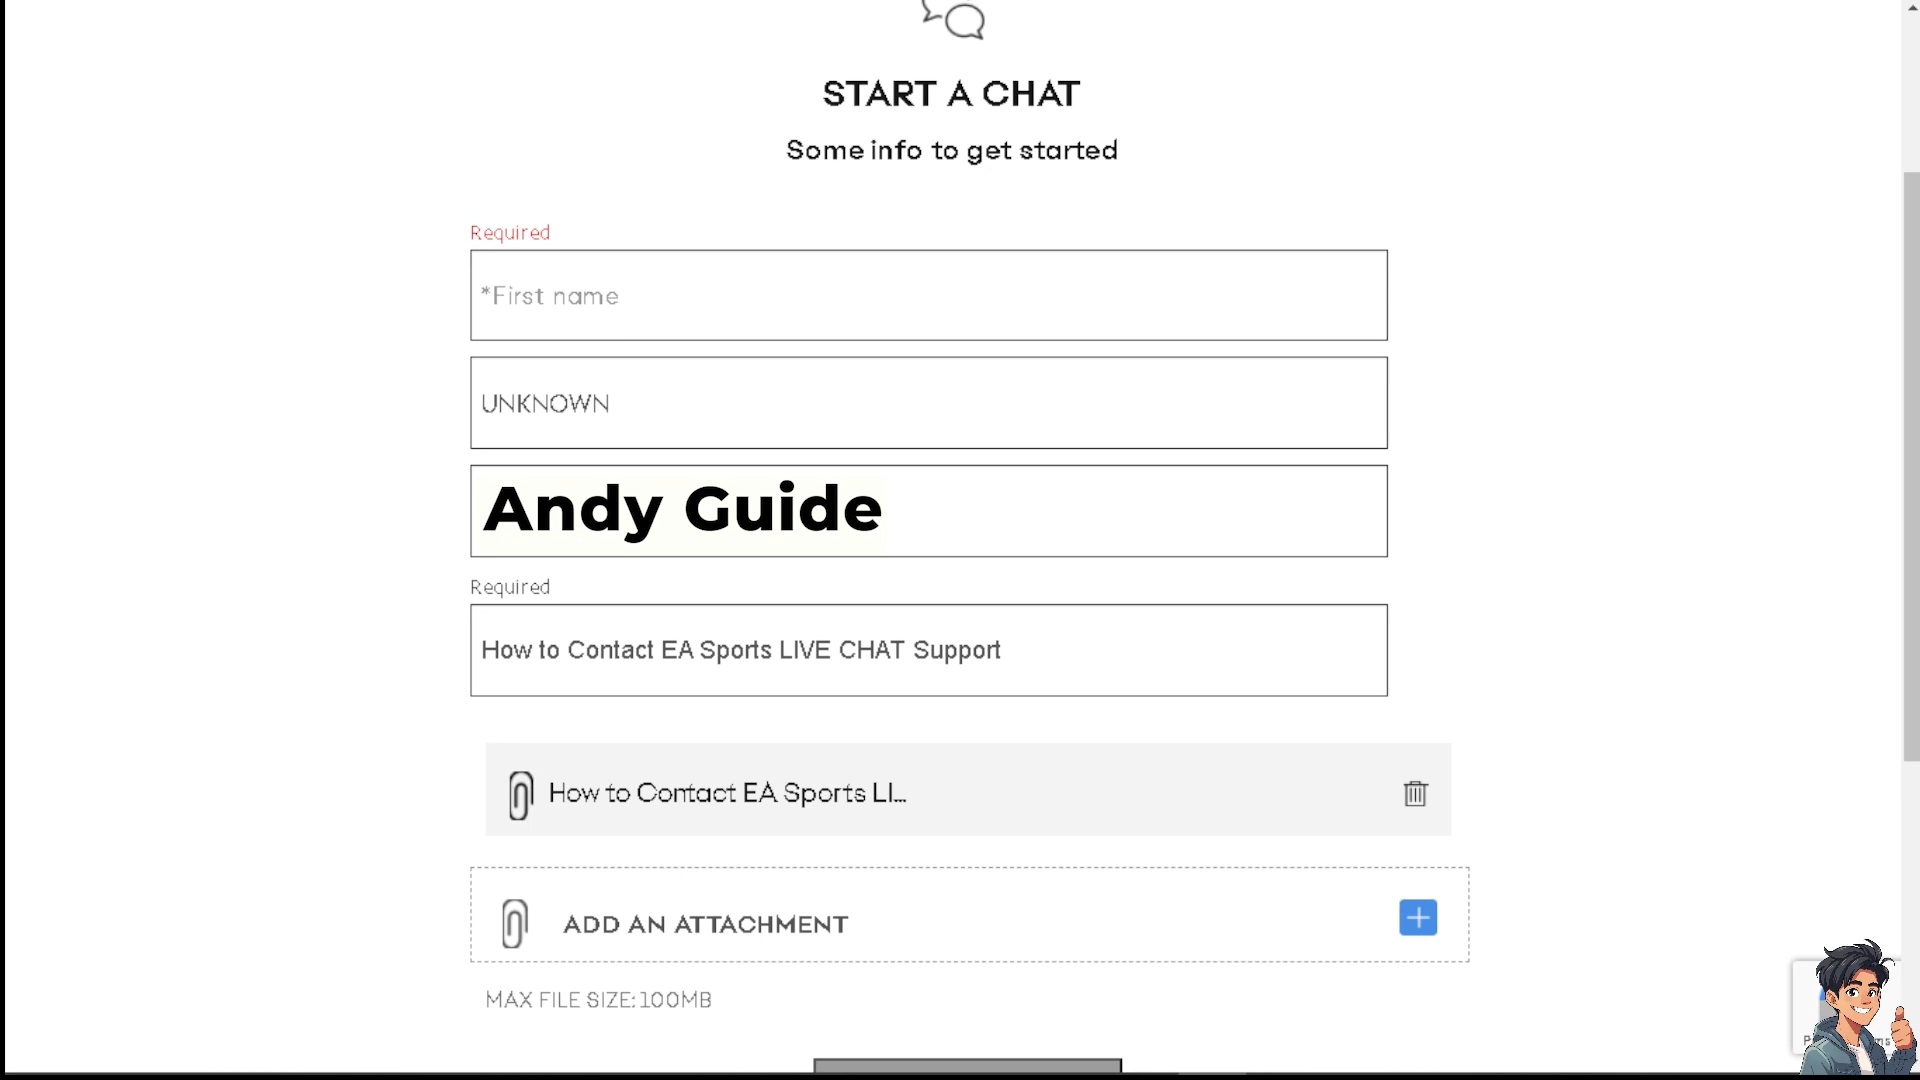 START A CHAT
Some info to get started
Required
*First name
UNKNOWN
Andy Guide
Required
How to Contact EA Sports LIVE CHAT Support
How to Contact EA Sports LI...
ADD AN ATTACHMENT
MAX FILE SIZE:100MB